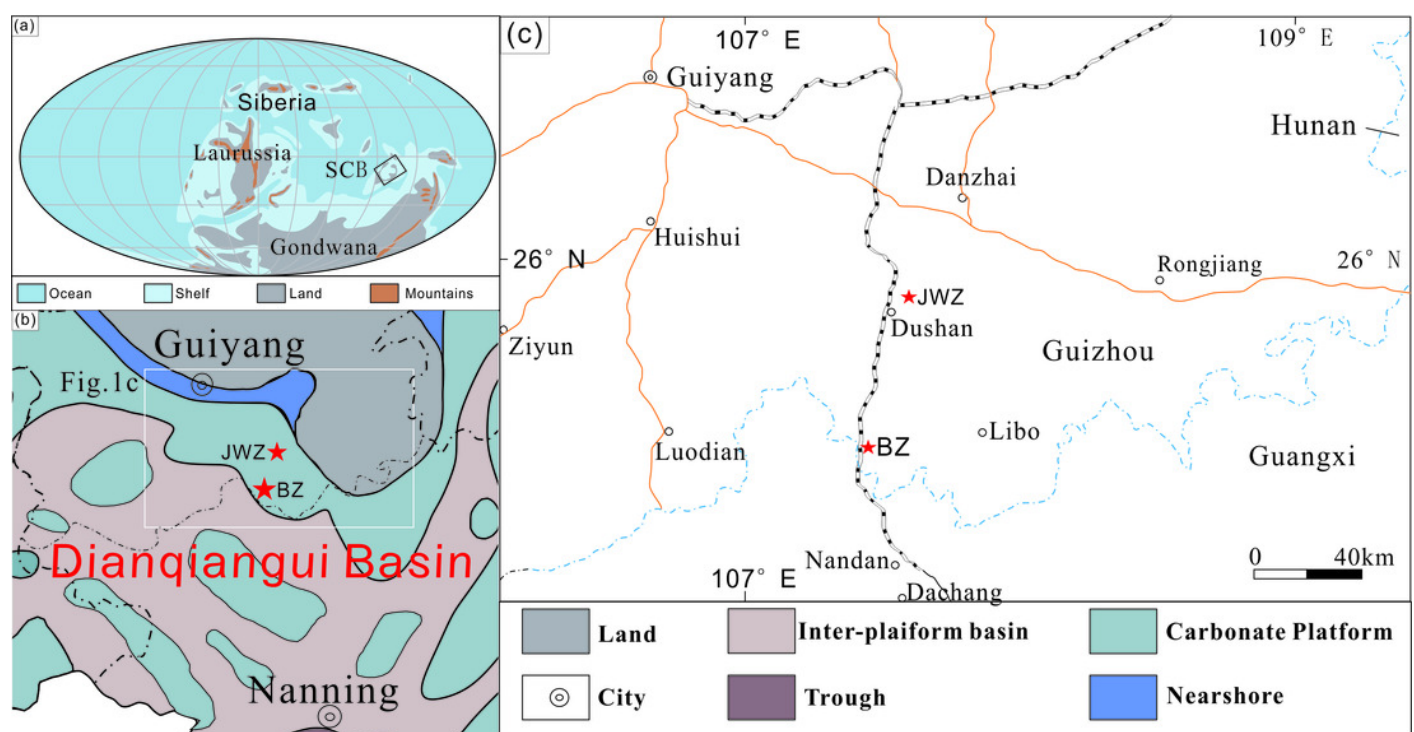 (a)
Siberia
Laurussia
SCB
Gondwana
Ocean
Shelf
Land
Mountains
(b)
Guiyang
Fig.1c
JWZ
BZ
Dianqiangui Basin
Nanning
(c)
107° E
109° E
Guiyang
Hunan
Danzhai
Huishui
26° N
Rongjiang
26° N
JWZ
Dushan
Ziyun
Guizhou
Luodian
BZ
Libo
Guangxi
Nandan
0 40km
107° E
Dachang
Land
Inter-plaiform basin
Carbonate Platform
City
Trough
Nearshore